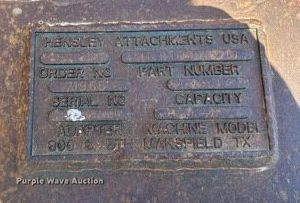 HENSLEY ATTACHMENTS USA
ORDER NO PART NUMBER
SERIAL NO CAPACITY
ADAPTER MACHINE MODEL
MANSFIELD TX
Purple Wave Auction